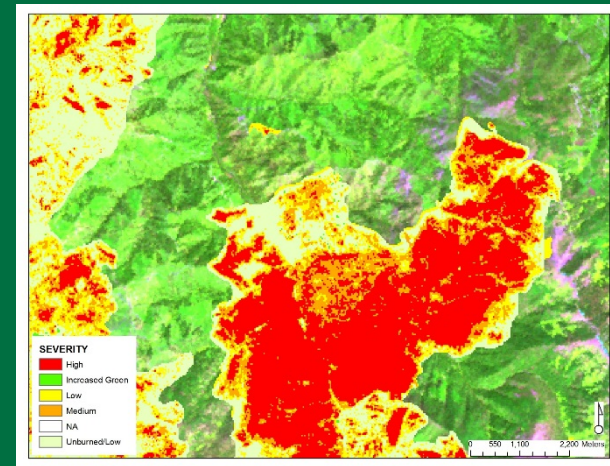 SEVERITY
High
Increased Green
Low
Medium
NA
Unburned/Low
0 550 1,100 2,200 Meters